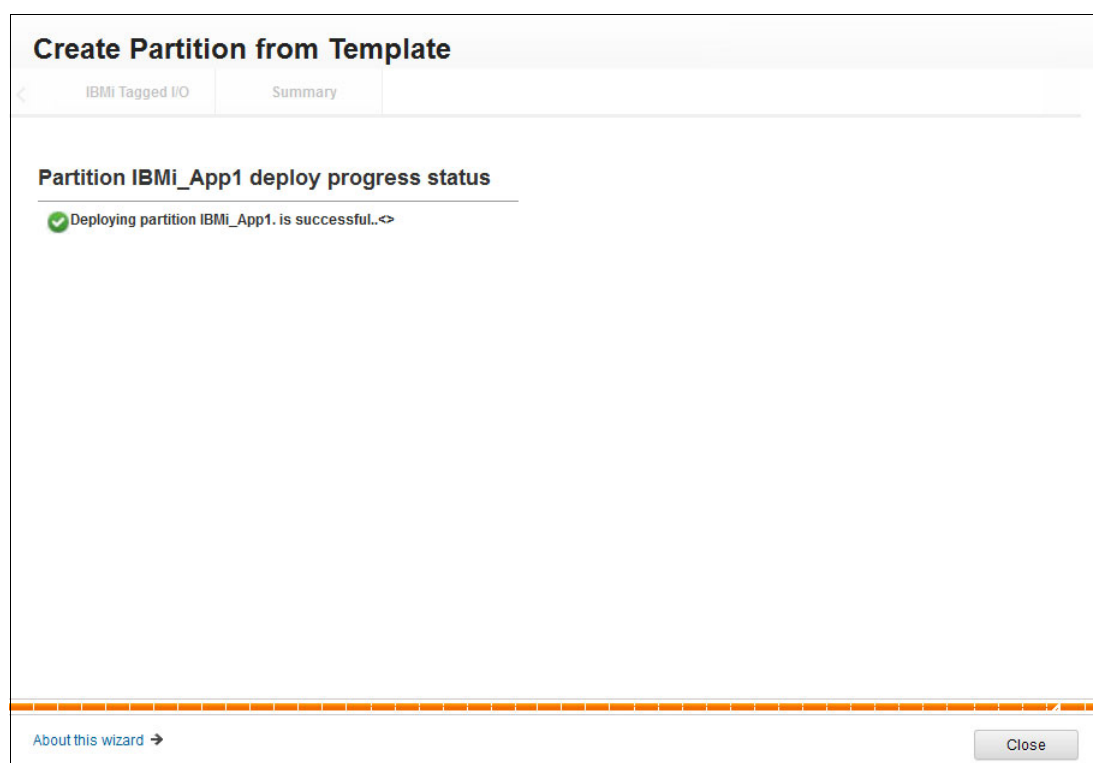 Create Partition from Template
IBMi Tagged I/O Summary
Partition IBMi_App1 deploy progress status
Deploying partition IBMi_App1. is successful..<>
About this wizard →
Close